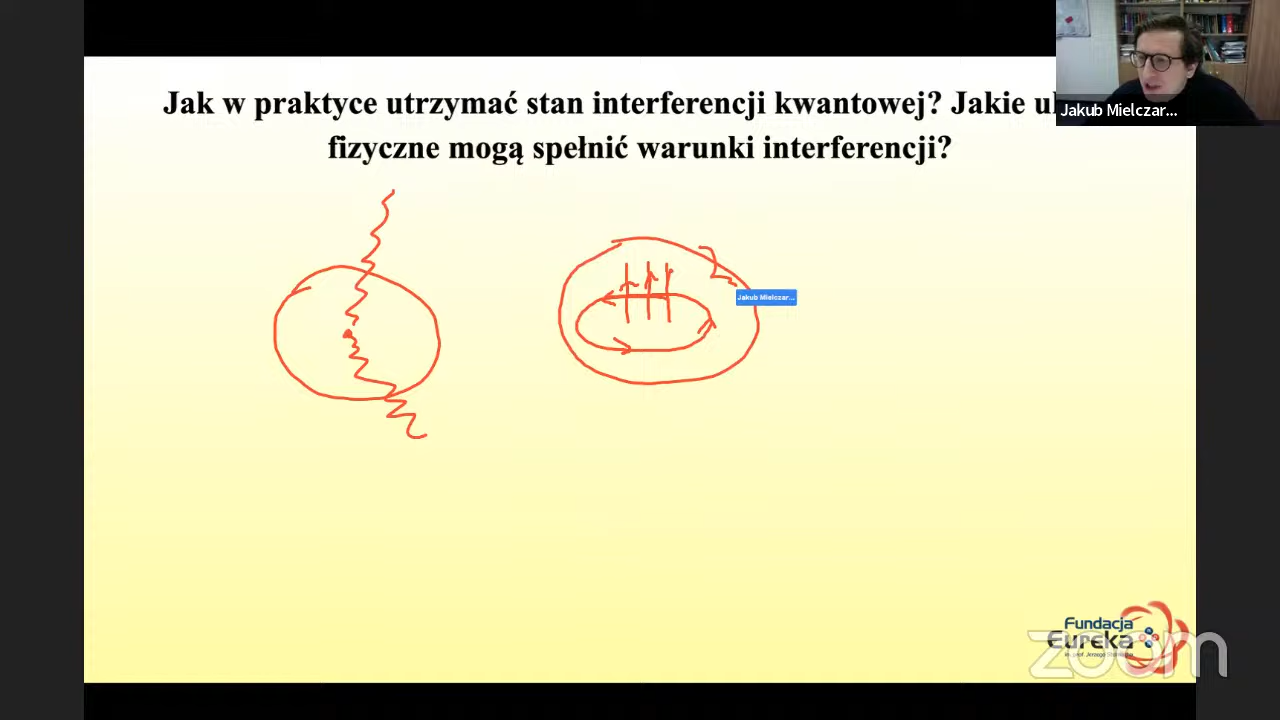 Jak w praktyce utrzymać stan interferencji kwantowej? Jakie
fizyczne mogą spełnić warunki interferencji?
Jakub Mielczar...
Jakub Mielczar...
Fundacja
Eureka
zoom